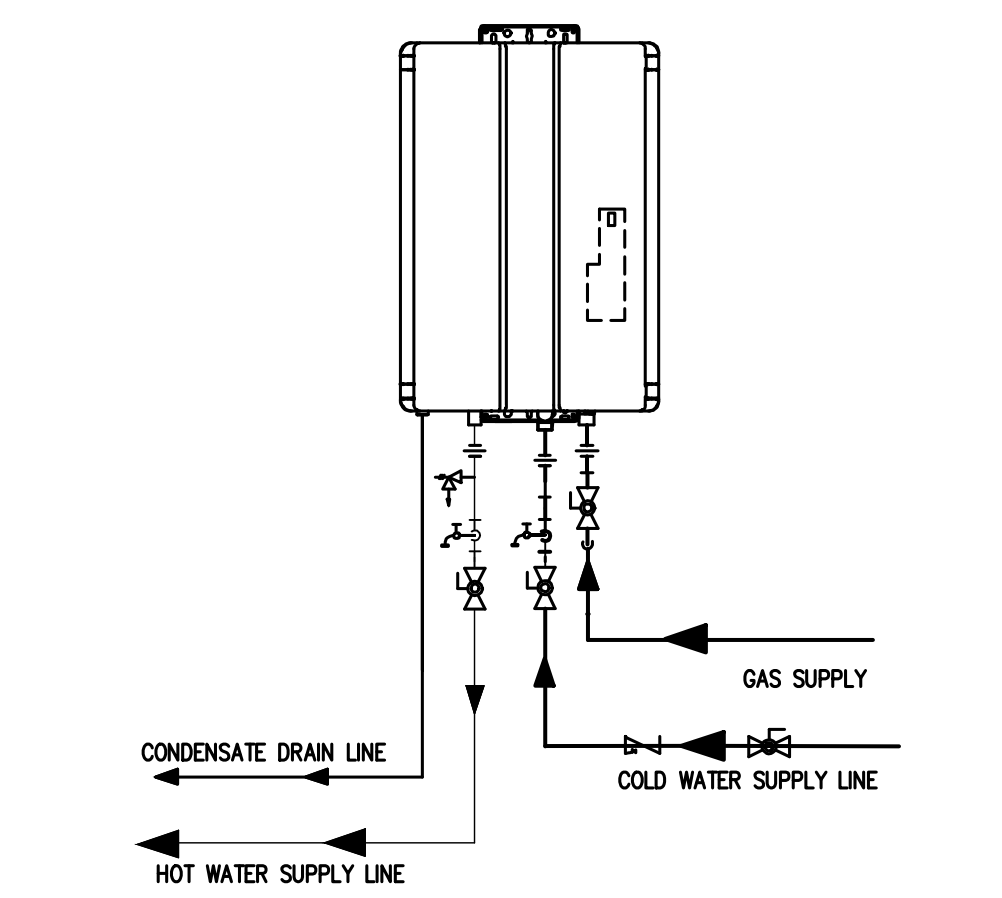 GAS SUPPLY
CONDENSATE DRAIN LINE
COLD WATER SUPPLY LINE
HOT WATER SUPPLY LINE